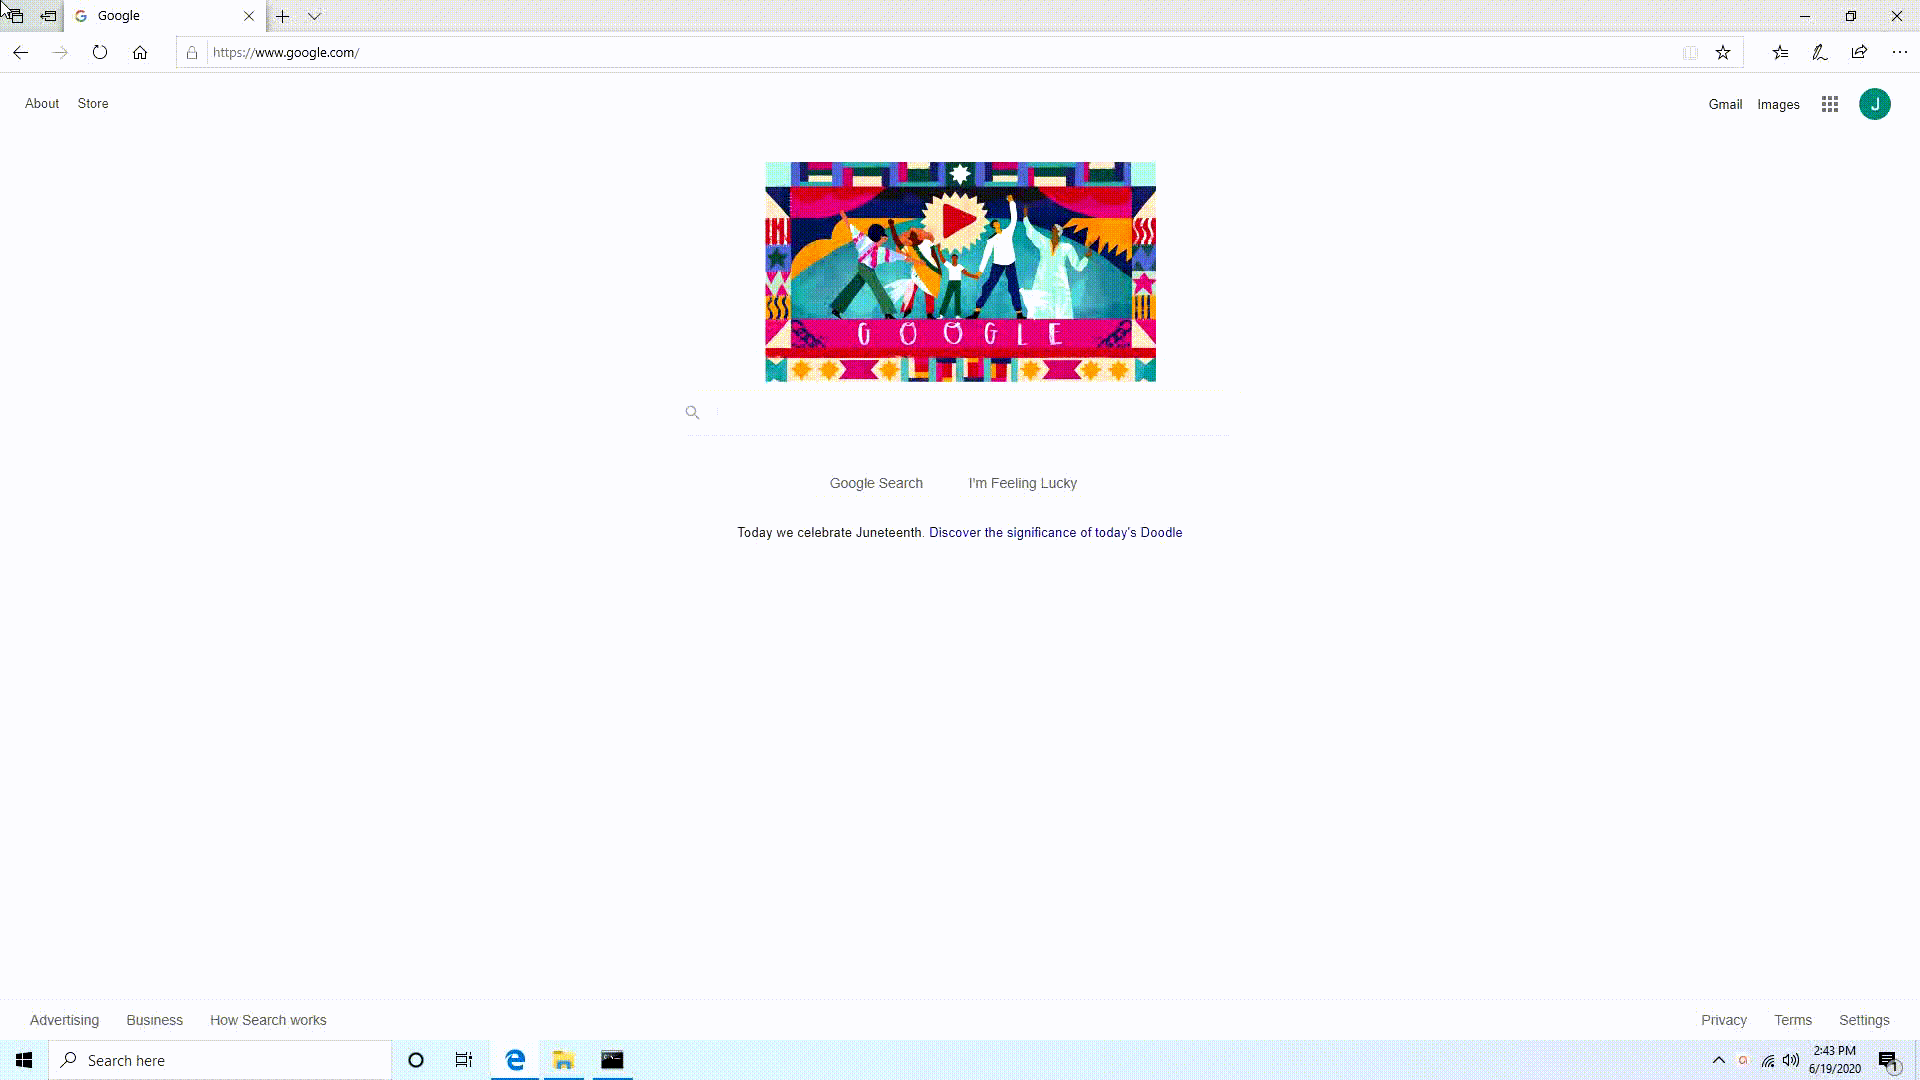 Google
https://www.google.com/
About Store
Gmail Images J
GOOGLE
Google Search I'm Feeling Lucky
Today we celebrate Juneteenth. Discover the significance of today's Doodle
Advertising Business How Search works
Privacy Terms Settings
Search here
2:43 PM
6/19/2020
1